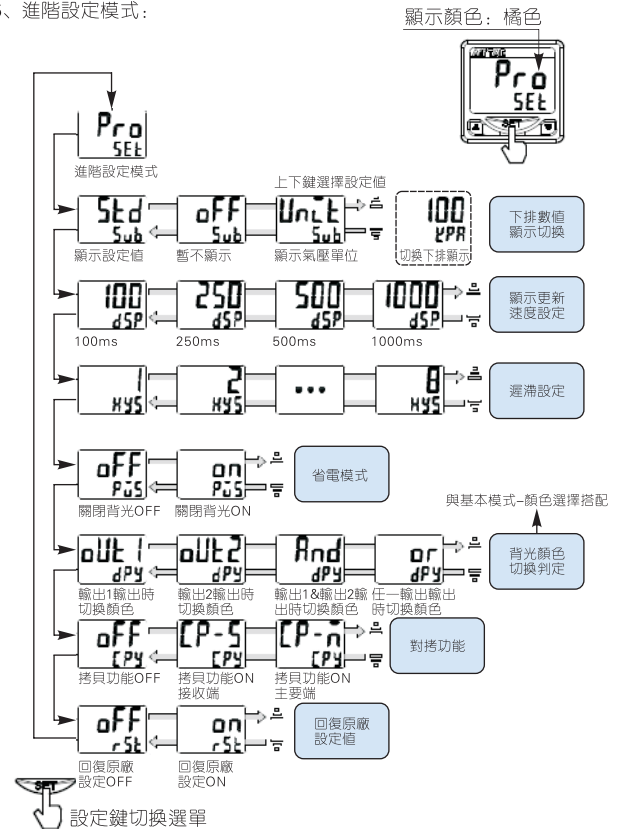 、進階設定模式：
顯示顏色：橘色
Pro
SEt
SET
Pro
SEt
進階設定模式
上下鍵選擇設定值
Std
Sub
oFF
Sub
Unit
Sub
100
KPA
顯示設定值
暫不顯示
顯示氣壓單位
切換下排顯示
下排數值
顯示切換
100
dSP
250
dSP
500
dSP
1000
dSP
100ms
250ms
500ms
1000ms
顯示更新
速度設定
1
HYS
2
HYS
...
8
HYS
遲滯設定
oFF
on
關閉背光OFF
關閉背光ON
省電模式
與基本模式–顏色選擇搭配
oUt1
dPY
oUt2
dPY
And
dPY
or
dPY
輸出1輸出時
切換顏色
輸出2輸出時
切換顏色
輸出1&輸出2輸
出時切換顏色
任一輸出輸出
時切換顏色
背光顏色
切換判定
oFF
CPY
CP-S
CPY
CP-m
CPY
拷貝功能OFF
拷貝功能ON
接收端
拷貝功能ON
主要端
對拷功能
oFF
rSt
on
rSt
回復原廠
設定OFF
回復原廠
設定ON
回復原廠
設定值
SET
設定鍵切換選單